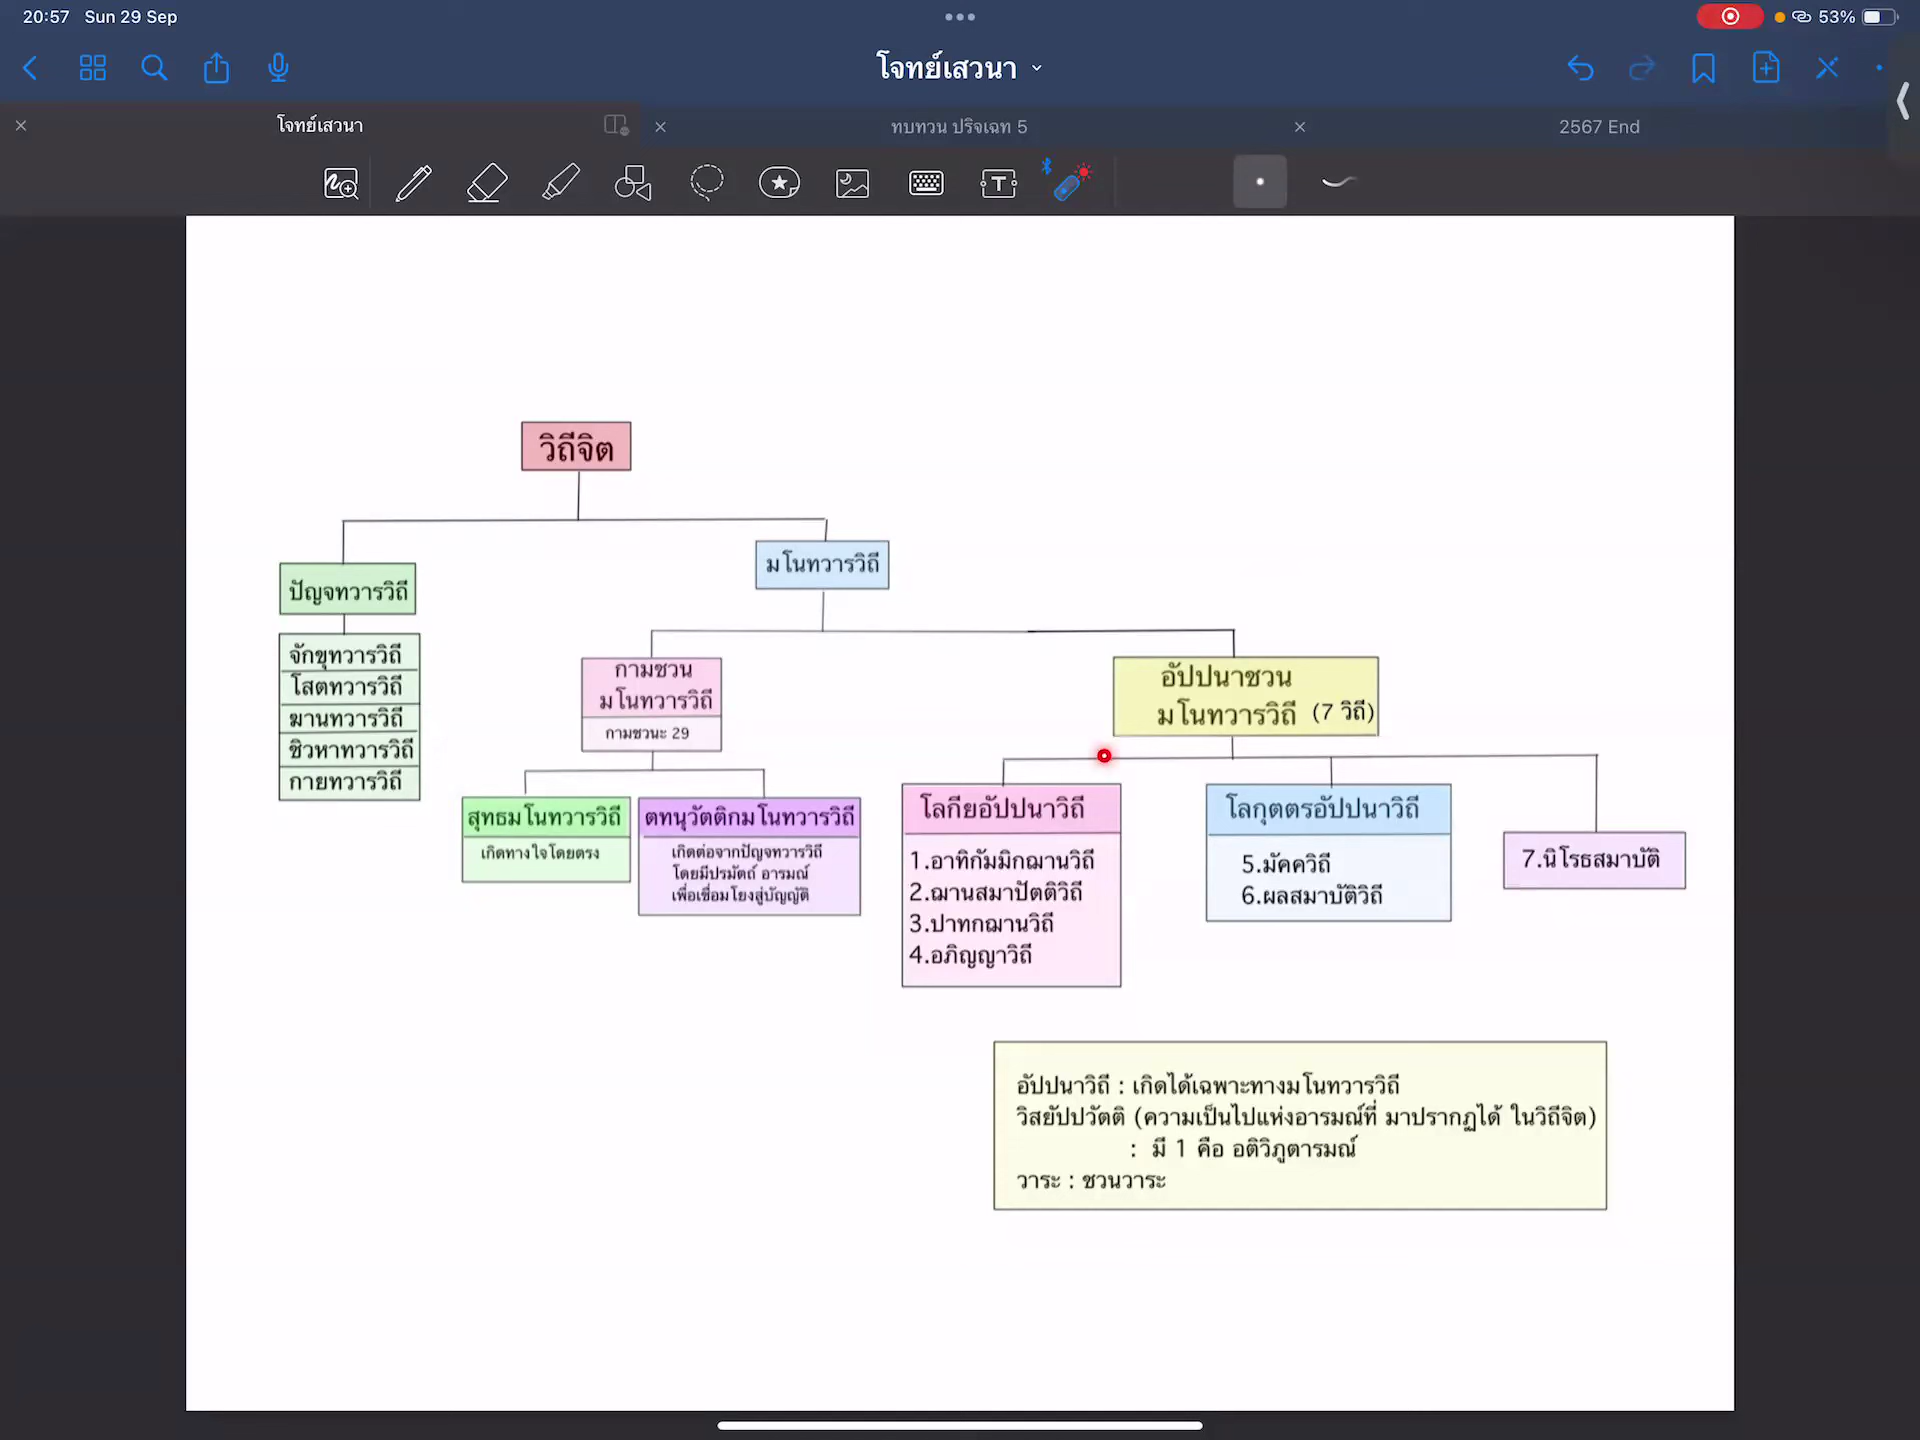 20:57 Sun 29 Sep
53%
โจทย์เสวนา
โจทย์เสวนา
ทบทวน ปริจเฉท 5
2567 End
วิถีจิต
มโนทวารวิถี
ปัญจทวารวิถี
จักขุทวารวิถี
โสตทวารวิถี
ฆานทวารวิถี
ชิวหาทวารวิถี
กายทวารวิถี
กามชวน
มโนทวารวิถี
กามชวนะ 29
อัปปนาชวน
มโนทวารวิถี (7 วิถี)
สุทธมโนทวารวิถี
เกิดทางใจโดยตรง
ตทนุวัตติกมโนทวารวิถี
เกิดต่อจากปัญจทวารวิถี
โดยมีปรมัตถ์ อารมณ์
เพื่อเชื่อมโยงสู่บัญญัติ
โลกียอัปปนาวิถี
1.อาทิกัมมิกฌานวิถี
2.ฌานสมาปัตติวิถี
3.ปาทกฌานวิถี
4.อภิญญาวิถี
โลกุตตรอัปปนาวิถี
5.มัคควิถี
6.ผลสมาบัติวิถี
7.นิโรธสมาบัติ
อัปปนาวิถี : เกิดได้เฉพาะทางมโนทวารวิถี
วิสยัปปวัตติ (ความเป็นไปแห่งอารมณ์ที่ มาปรากฏได้ ในวิถีจิต)
: มี 1 คือ อติวิภูตารมณ์
วาระ : ชวนวาระ